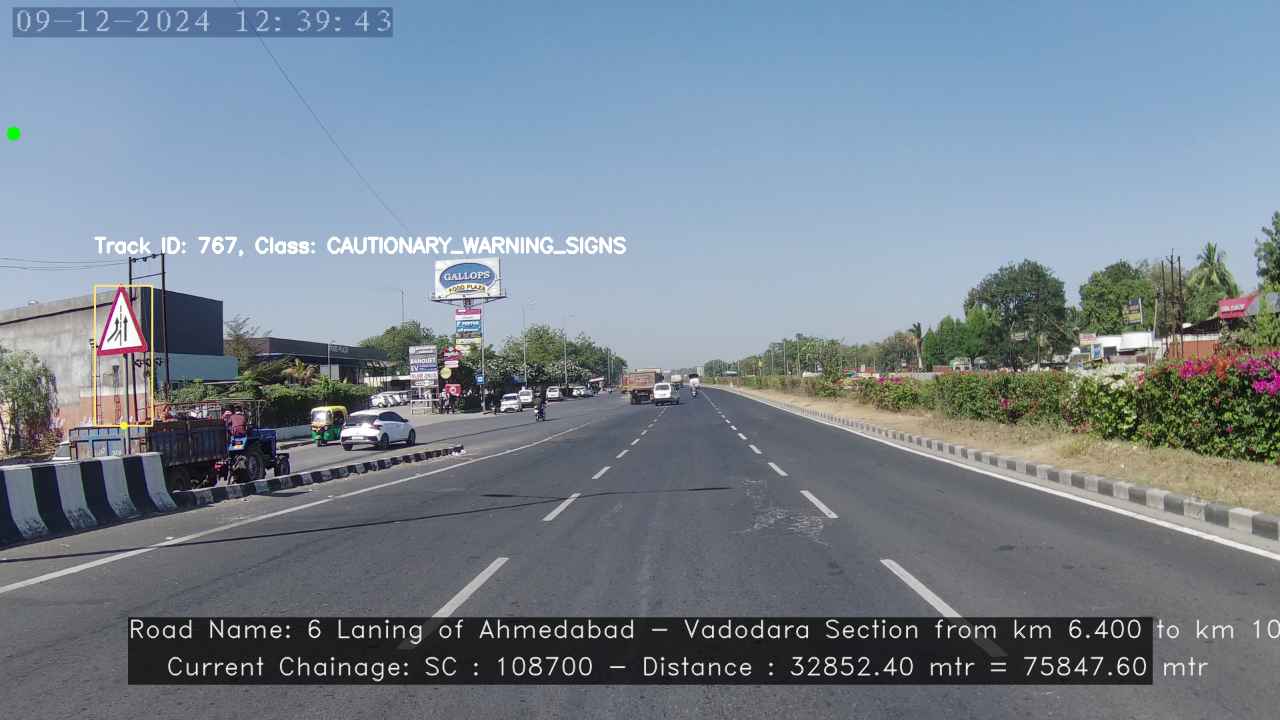 09-12-2024 12:39:43
Track ID: 767, Class: CAUTIONARY_WARNING_SIGNS
GALLOPS
FOOD PLAZA
BANQUET
Road Name: 6 Laning of Ahmedabad - Vadodara Section from km 6.400 to km 10
Current Chainage: SC : 108700 - Distance : 32852.40 mtr = 75847.60 mtr